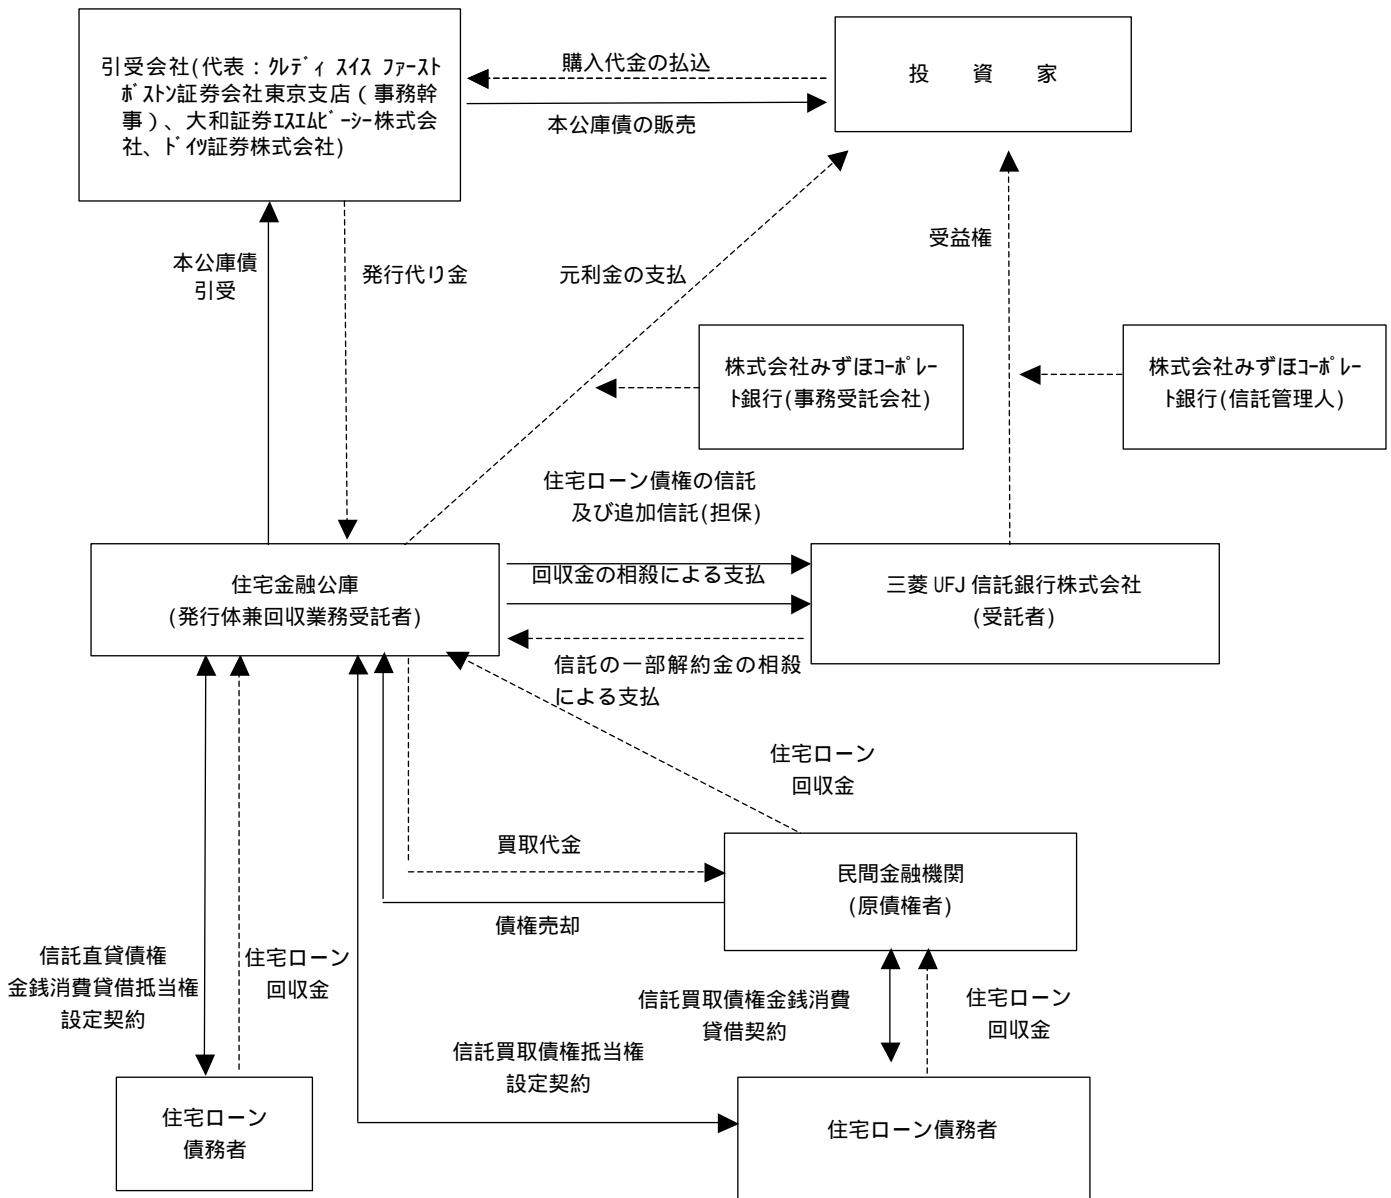 引受会社(代表：ｸﾚﾃﾞｨ ｽｲｽ ﾌｧｰｽﾄ
ﾎﾞｽﾄﾝ証券会社東京支店（事務幹
事）、大和証券ｴｽｴﾑﾋﾞｰｼｰ株式会
社、ﾄﾞｲﾂ証券株式会社)
購入代金の払込
本公庫債の販売
投　資　家
本公庫債
引受
発行代り金
元利金の支払
受益権
株式会社みずほｺｰﾎﾟﾚｰ
ﾄ銀行(事務受託会社)
株式会社みずほｺｰﾎﾟﾚｰ
ﾄ銀行(信託管理人)
住宅ローン債権の信託
及び追加信託(担保)
住宅金融公庫
(発行体兼回収業務受託者)
回収金の相殺による支払
三菱 UFJ 信託銀行株式会社
(受託者)
信託の一部解約金の相殺
による支払
住宅ローン
回収金
買取代金
民間金融機関
(原債権者)
債権売却
信託直貸債権
金銭消費貸借抵当権
設定契約
住宅ローン
回収金
信託買取債権金銭消費
貸借契約
住宅ローン
回収金
信託買取債権抵当権
設定契約
住宅ローン
債務者
住宅ローン債務者